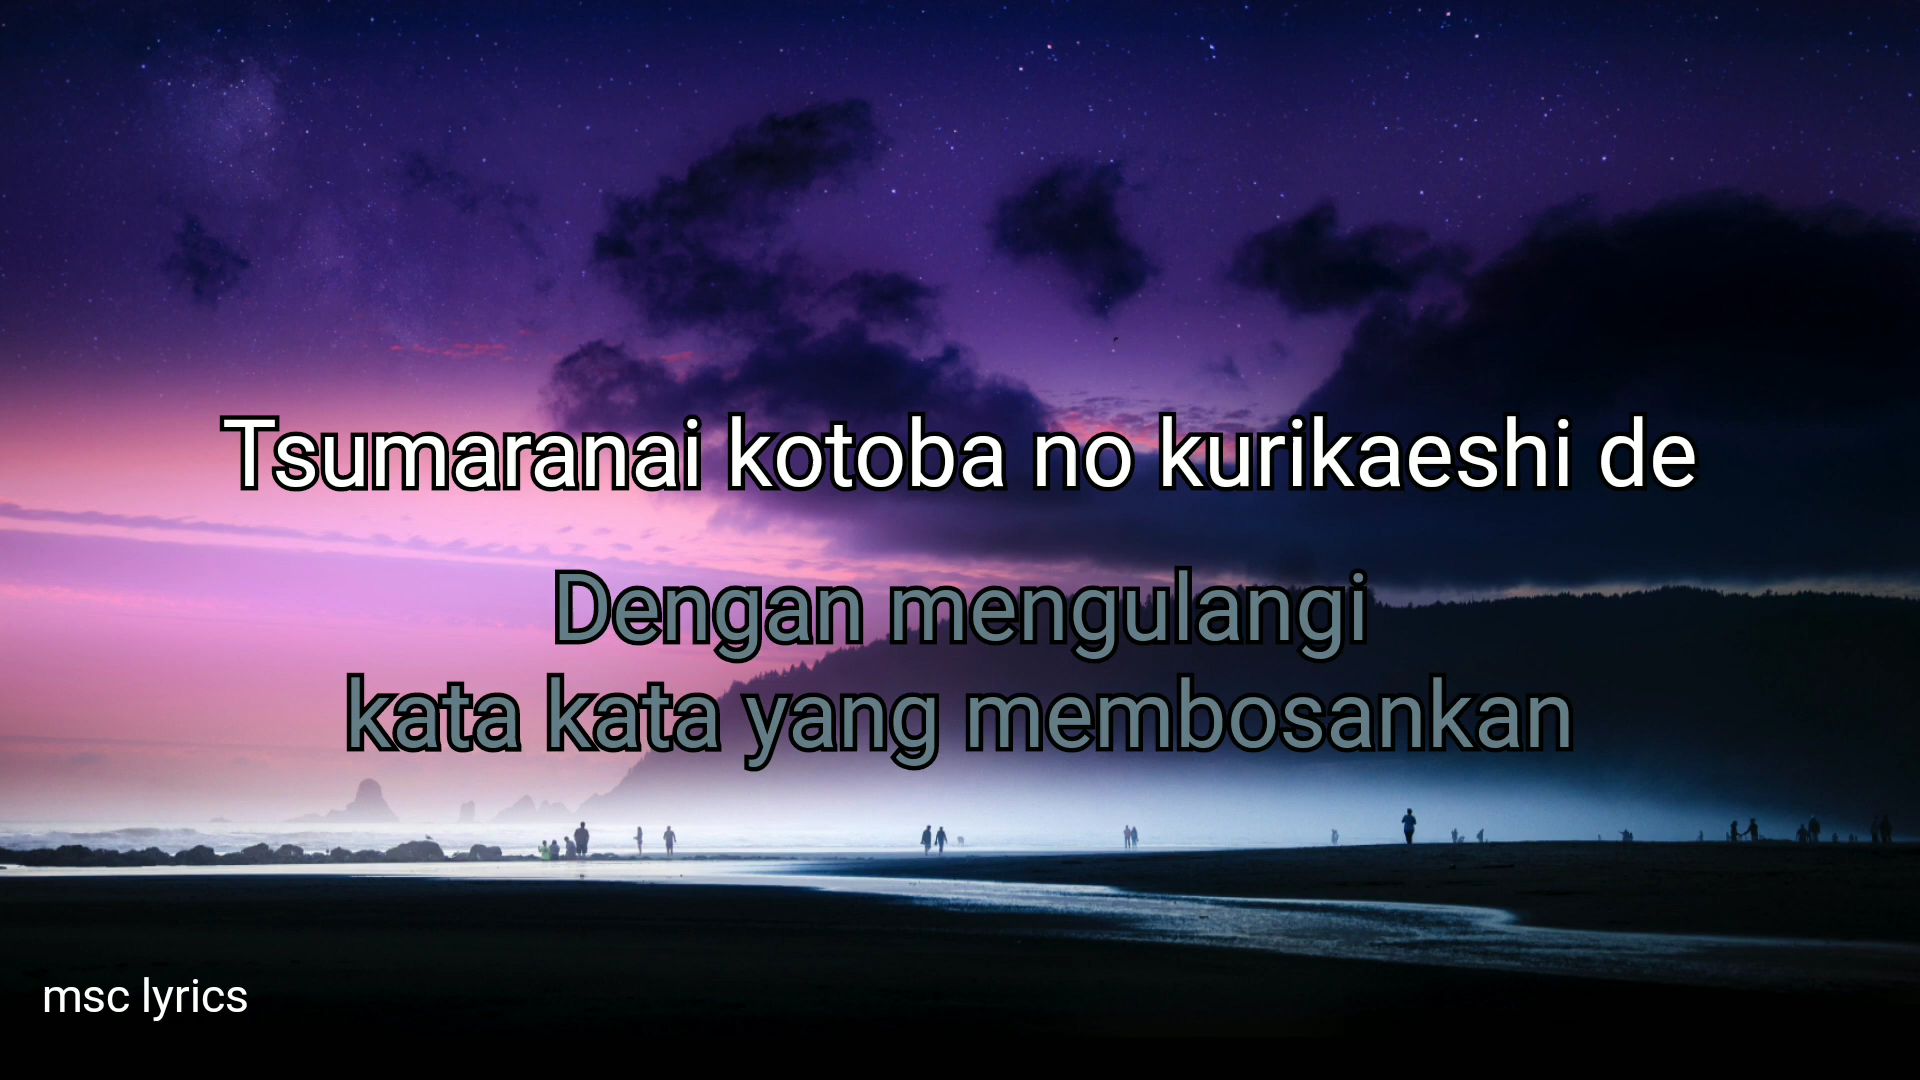 Tsumaranai kotoba no kurikaeshi de
Dengan mengulangi
kata kata yang membosankan
msc lyrics